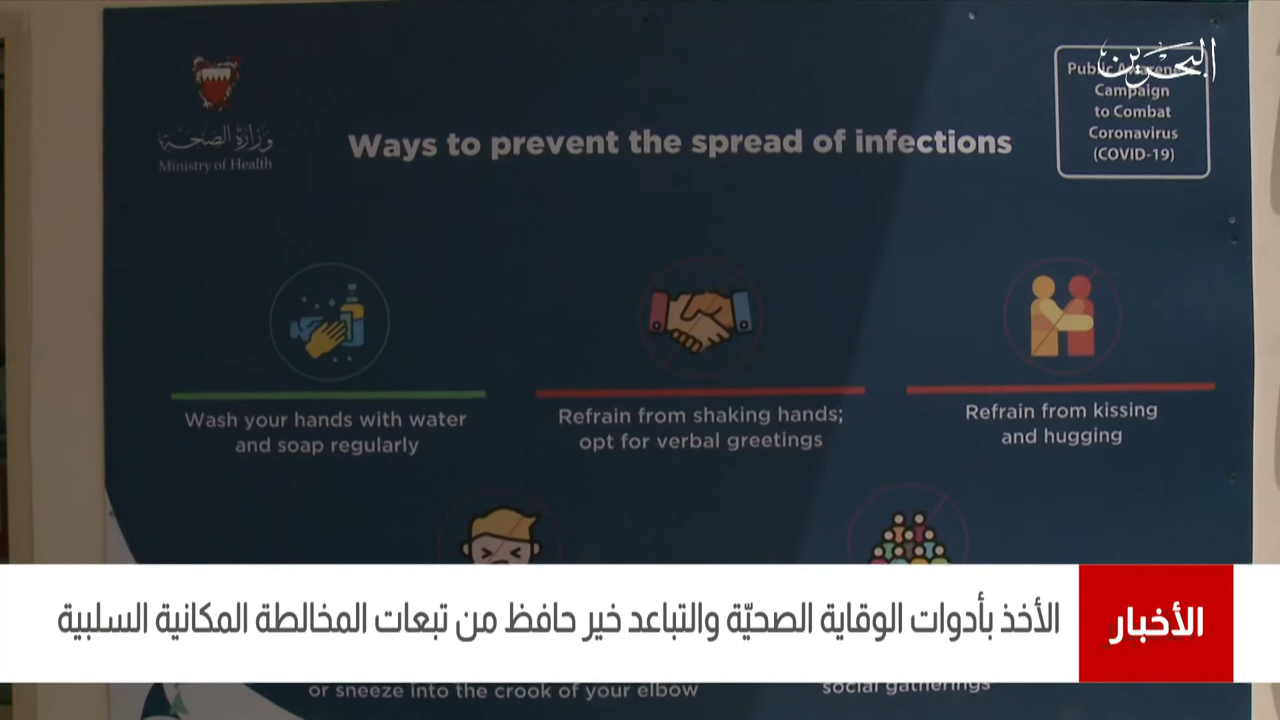 البحرين
Public Awareness
Campaign
to Combat
Coronavirus
(COVID-19)
وزارة الصحة
Ministry of Health
Ways to prevent the spread of infections
Wash your hands with water
and soap regularly
Refrain from shaking hands;
opt for verbal greetings
Refrain from kissing
and hugging
الأخبار
الأخذ بأدوات الوقاية الصحيّة والتباعد خير حافظ من تبعات المخالطة المكانية السلبية
or sneeze into the crook of your elbow
social gatherings